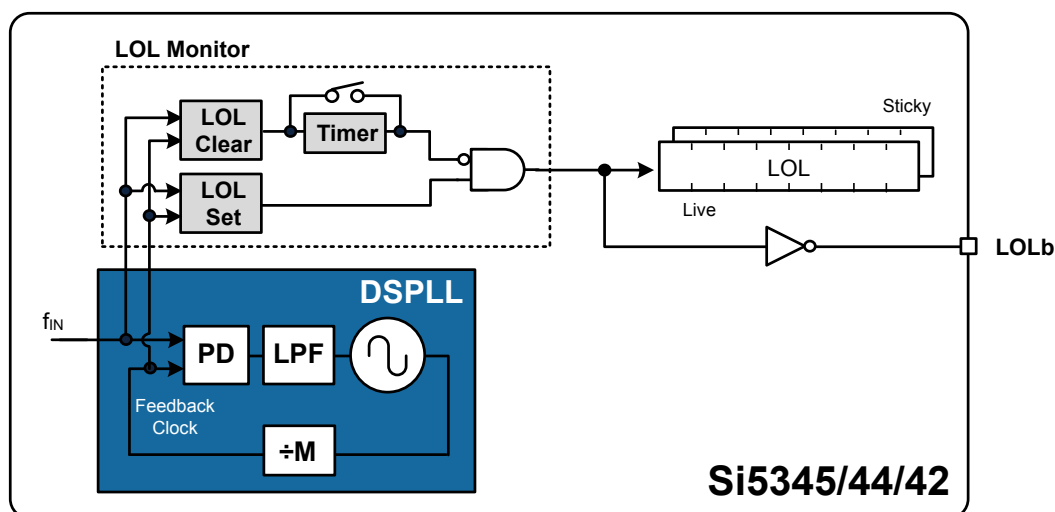 LOL Monitor
LOL
Clear
Timer
LOL
Set
Sticky
LOL
Live
LOLb
DSPLL
fIN
PD
LPF
Feedback
Clock
÷M
Si5345/44/42